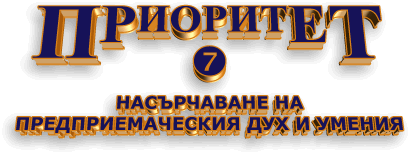 ПРИОРИТЕТ
7
НАСЪРЧАВАНЕ НА
ПРЕДПРИЕМАЧЕСКИЯ ДУХ И УМЕНИЯ